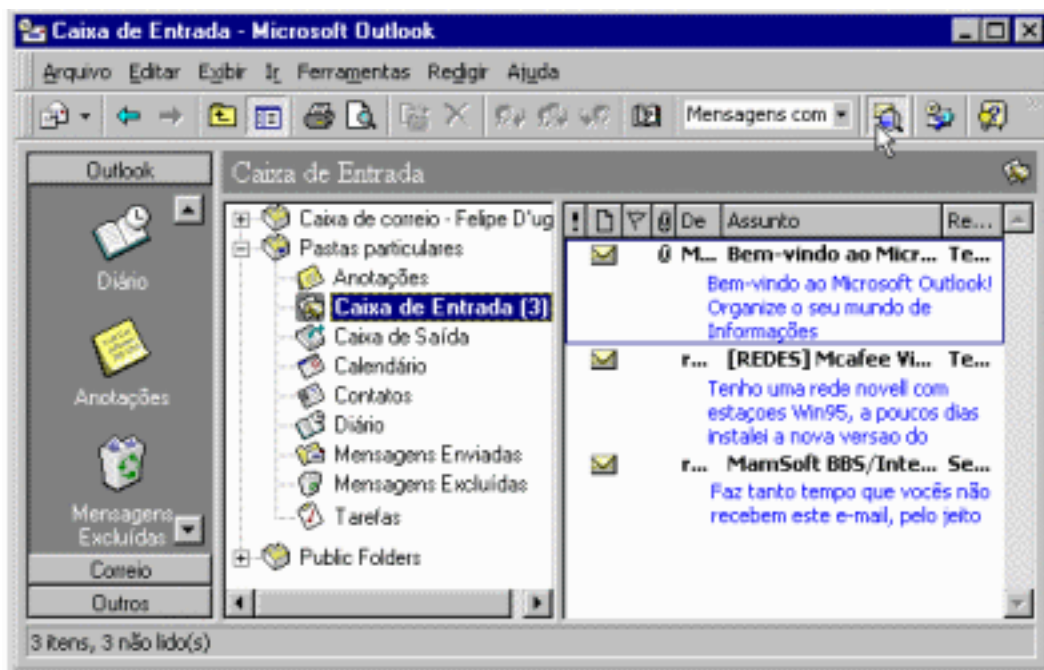 Caixa de Entrada - Microsoft Outlook
Arquivo Editar Exibir Ir Ferramentas Redigir Ajuda
Mensagens com
Outlook
Diário
Anotações
Mensagens
Excluídas
Correio
Outros
Caixa de Entrada
Caixa de correio - Felipe D'ug
Pastas particulares
Anotações
Caixa de Entrada (3)
Caixa de Saída
Calendário
Contatos
Diário
Mensagens Enviadas
Mensagens Excluídas
Tarefas
Public Folders
! De Assunto Re...
M... Bem-vindo ao Micr... Te...
Bem-vindo ao Microsoft Outlook!
Organize o seu mundo de
Informações
r... [REDES] Mcafee Vi... Te...
Tenho uma rede novell com
estaçoes Win95, a poucos dias
instalei a nova versao do
r... MamSoft BBS/Inte... Se...
Faz tanto tempo que vocês não
recebem este e-mail, pelo jeito
3 itens, 3 não lido(s)